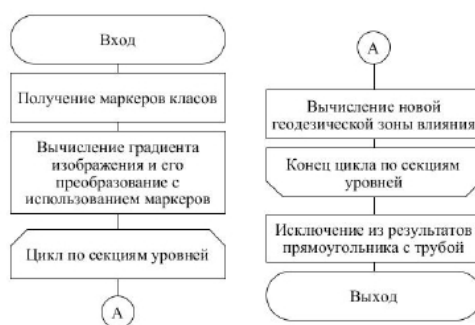 Вход
Получение маркеров класов
Вычисление градиента
изображения и его
преобразование с
использованием маркеров
Цикл по секциям уровней
А
А
Вычисление новой
геодезической зоны влияния
Конец цикла по секциям
уровней
Исключение из результатов
прямоугольника с трубой
Выход